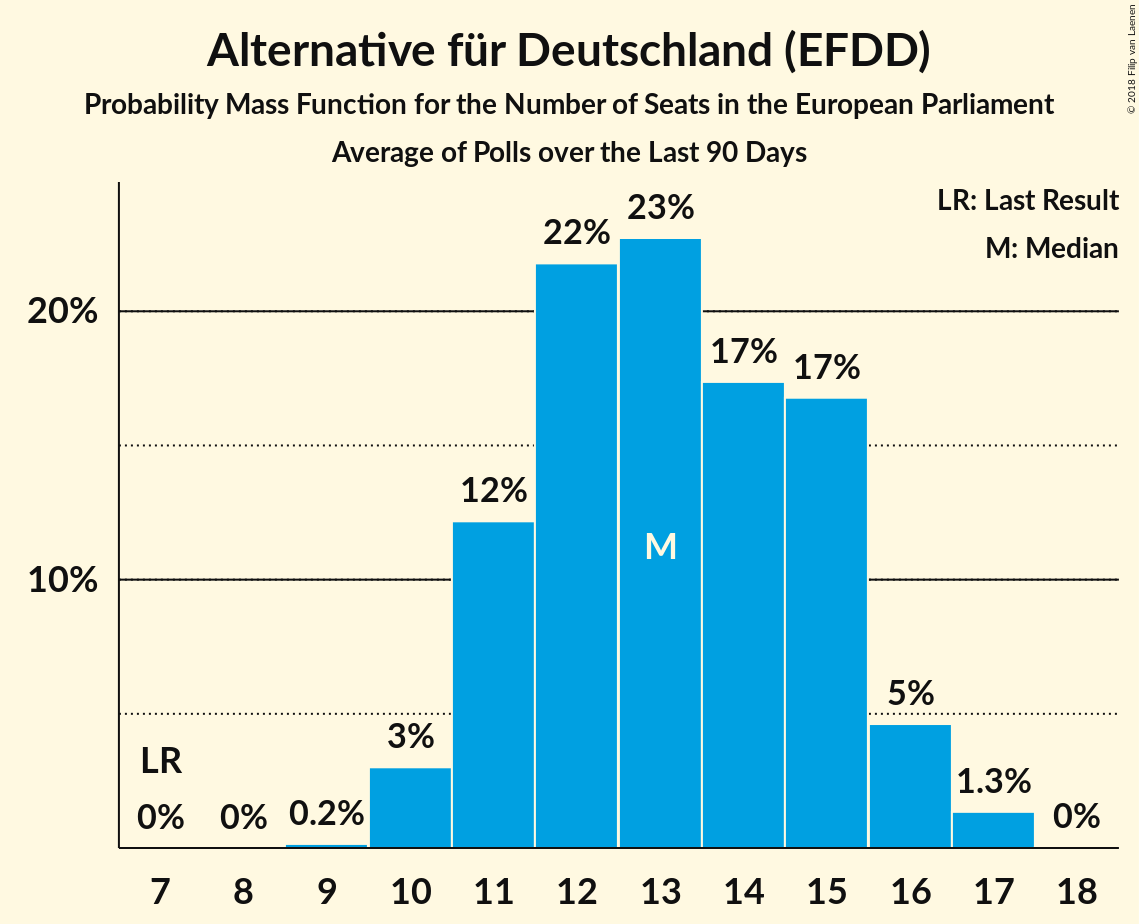 Alternative für Deutschland (EFDD)
Probability Mass Function for the Number of Seats in the European Parliament
Average of Polls over the Last 90 Days
© 2018 Filip van Laenen
LR: Last Result
M: Median
23%
22%
20%
17%
17%
12%
M
10%
5%
3%
LR
1.3%
0%
0%
0.2%
0%
7 8 9 10 11 12 13 14 15 16 17 18